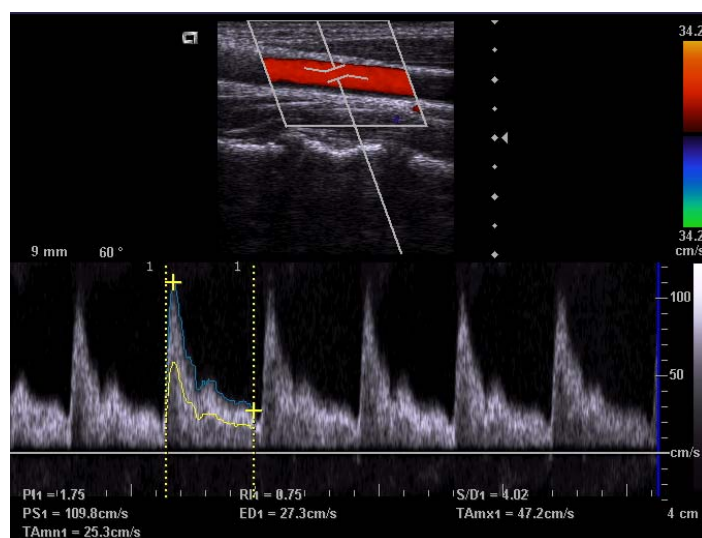 34.2
34.2
cm/s
9 mm 60 °
1 1
100
50
cm/s
PI1 = 1.75 RI1 = 0.75 S/D1 = 4.02
PS1 = 109.8cm/s ED1 = 27.3cm/s TAmx1 = 47.2cm/s 4 cm
TAmn1 = 25.3cm/s